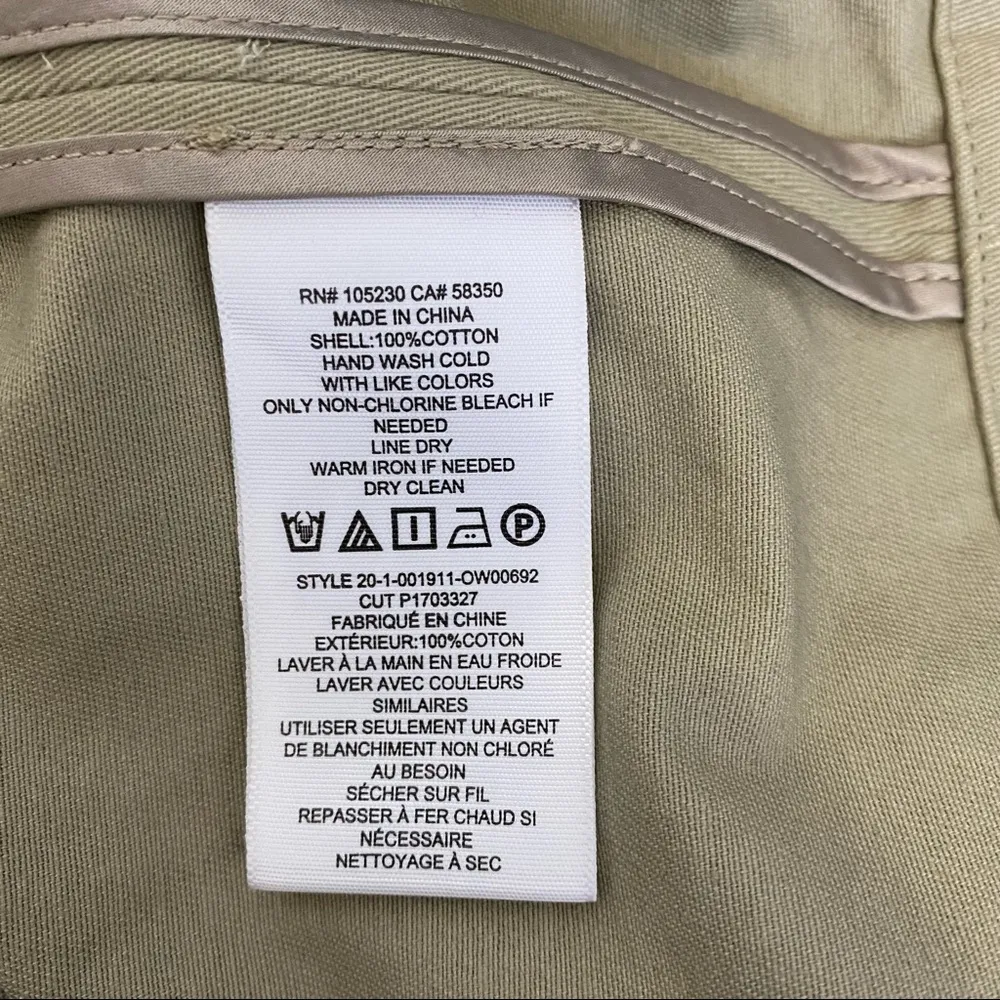 RN# 105230 CA# 58350
MADE IN CHINA
SHELL:100%COTTON
HAND WASH COLD
WITH LIKE COLORS
ONLY NON-CHLORINE BLEACH IF
NEEDED
LINE DRY
WARM IRON IF NEEDED
DRY CLEAN
P
STYLE 20-1-001911-OW00692
CUT P1703327
FABRIQUÉ EN CHINE
EXTÉRIEUR:100%COTON
LAVER À LA MAIN EN EAU FROIDE
LAVER AVEC COULEURS
SIMILAIRES
UTILISER SEULEMENT UN AGENT
DE BLANCHIMENT NON CHLORÉ
AU BESOIN
SÉCHER SUR FIL
REPASSER À FER CHAUD SI
NÉCESSAIRE
NETTOYAGE À SEC